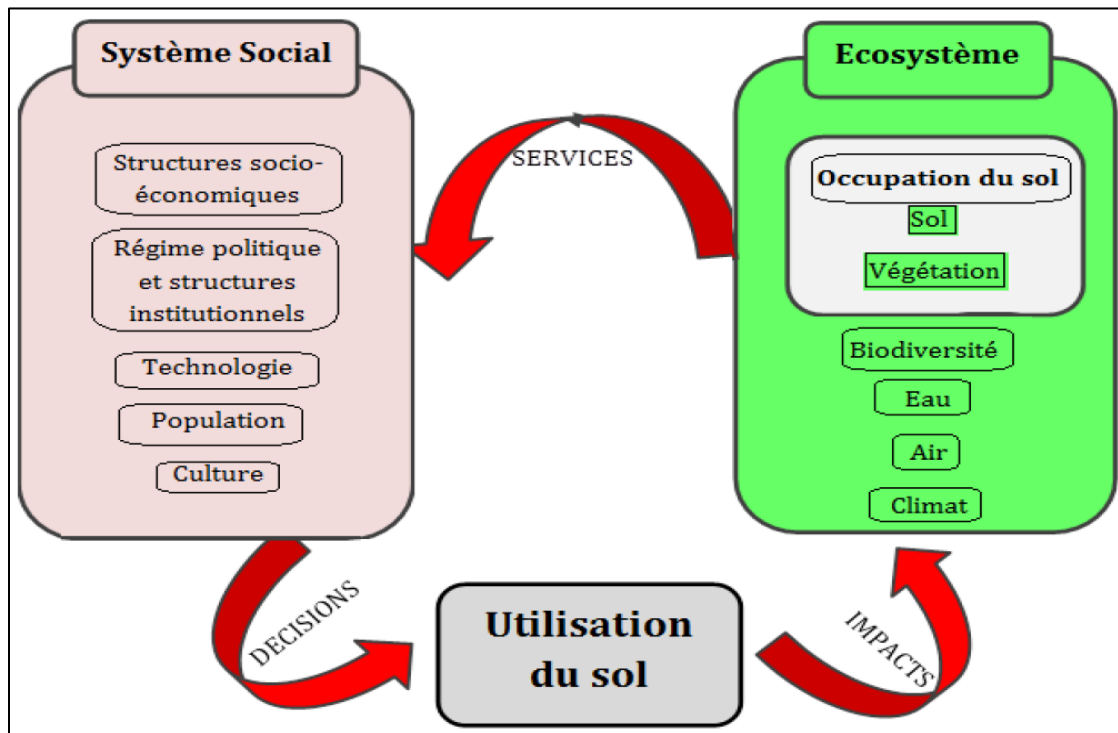 Système Social
Structures socio-
économiques
Régime politique
et structures
institutionnels
Technologie
Population
Culture
SERVICES
Ecosystème
Occupation du sol
Sol
Végétation
Biodiversité
Eau
Air
Climat
DECISIONS
Utilisation
du sol
IMPACTS